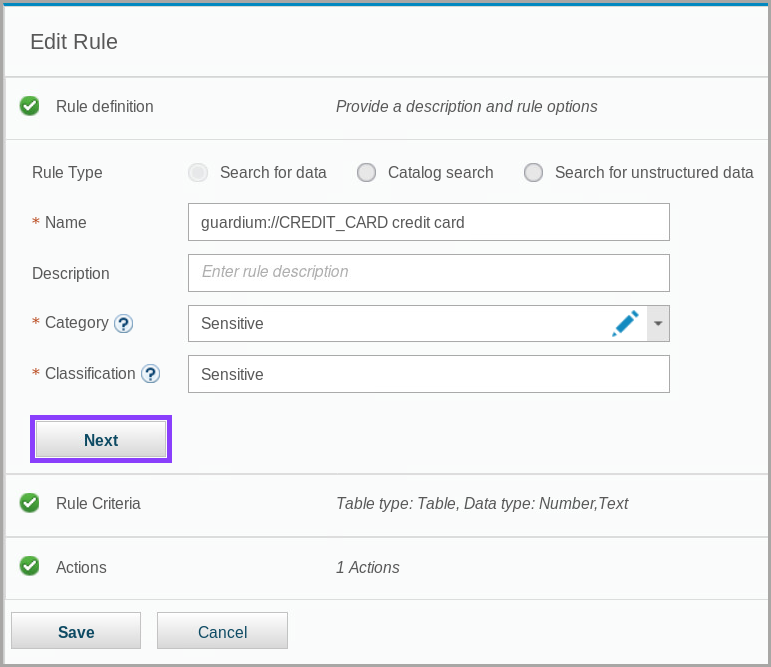 Edit Rule
Rule definition Provide a description and rule options
Rule Type Search for data Catalog search Search for unstructured data
* Name guardium://CREDIT_CARD credit card
Description Enter rule description
* Category ? Sensitive
* Classification ? Sensitive
Next
Rule Criteria Table type: Table, Data type: Number,Text
Actions 1 Actions
Save Cancel